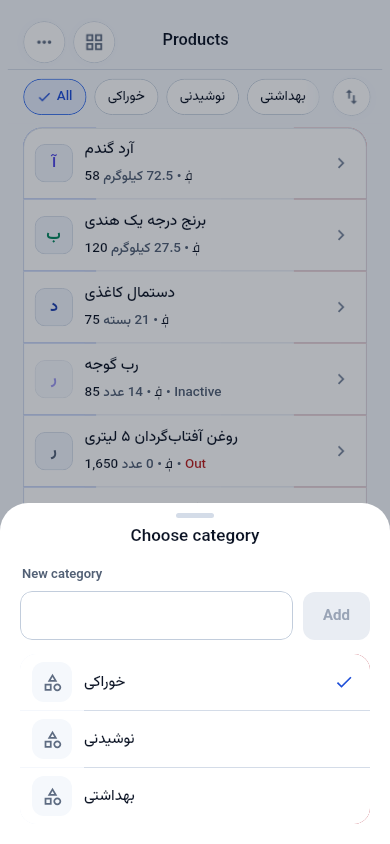 Products
All
خوراکی
نوشیدنی
بهداشتی
آ
آرد گندم
58 ؋ • 72.5 کیلوگرم
ب
برنج درجه یک هندی
120 ؋ • 27.5 کیلوگرم
د
دستمال کاغذی
75 ؋ • 21 بسته
ر
رب گوجه
85 ؋ • 14 عدد • Inactive
ر
روغن آفتاب‌گردان ۵ لیتری
1,650 ؋ • 0 عدد • Out
Choose category
New category
Add
خوراکی
نوشیدنی
بهداشتی